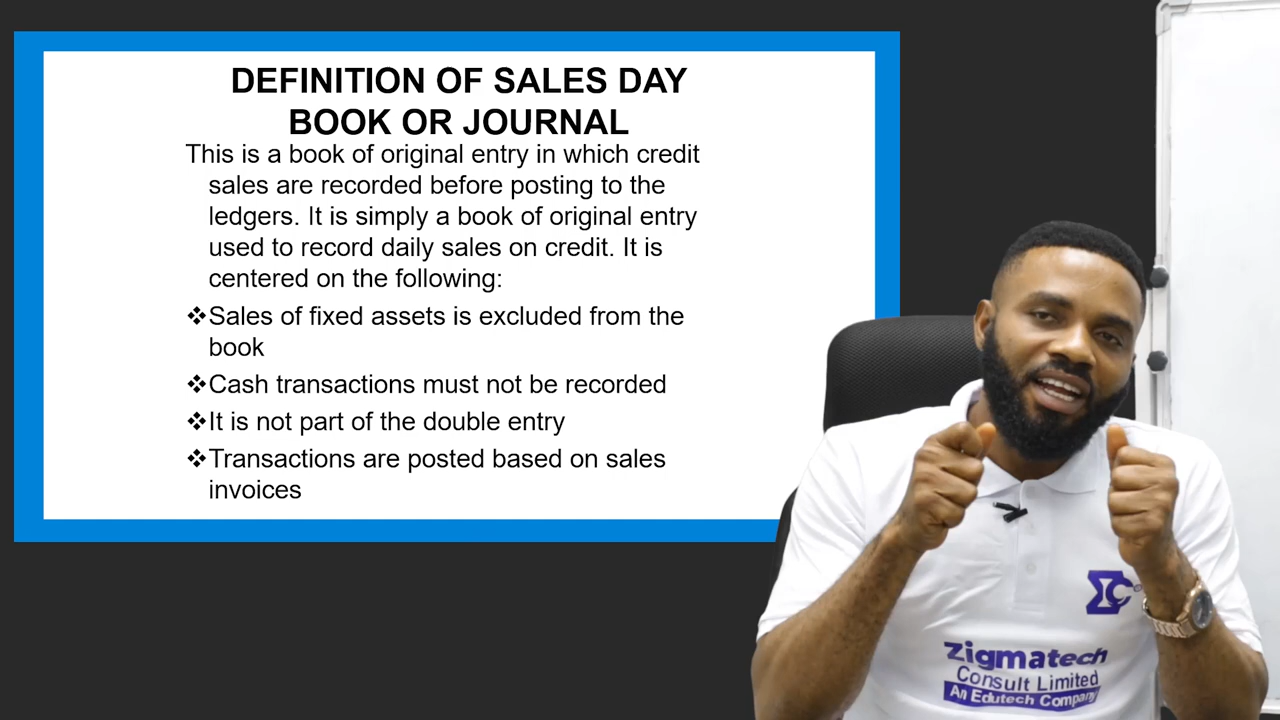 DEFINITION OF SALES DAY
BOOK OR JOURNAL
This is a book of original entry in which credit
sales are recorded before posting to the
ledgers. It is simply a book of original entry
used to record daily sales on credit. It is
centered on the following:
❖Sales of fixed assets is excluded from the
book
❖Cash transactions must not be recorded
❖It is not part of the double entry
❖Transactions are posted based on sales
invoices
Zigmatech
Consult Limited
An Edutech Company